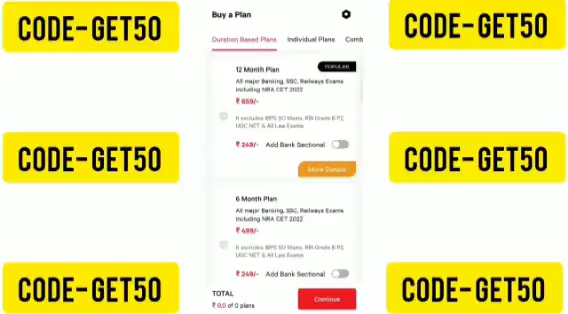 CODE-GET50
CODE-GET50
Buy a Plan
Duration Based Plans Individual Plans Comb
POPULAR
12 Month Plan
All major Banking, SSC, Railways Exams
including NRA CET 2022
₹ 659/-
It excludes IBPS SO Mains, RBI Grade B P2,
UGC NET & All Law Exams
CODE-GET50
CODE-GET50
₹ 249/- Add Bank Sectional
More Details
6 Month Plan
All major Banking, SSC, Railways Exams
including NRA CET 2022
₹ 499/-
It excludes IBPS SO Mains, RBI Grade B P2,
UGC NET & All Law Exams
₹ 249/- Add Bank Sectional
CODE-GET50
CODE-GET50
TOTAL
₹ 0.0 of 0 plans
Continue